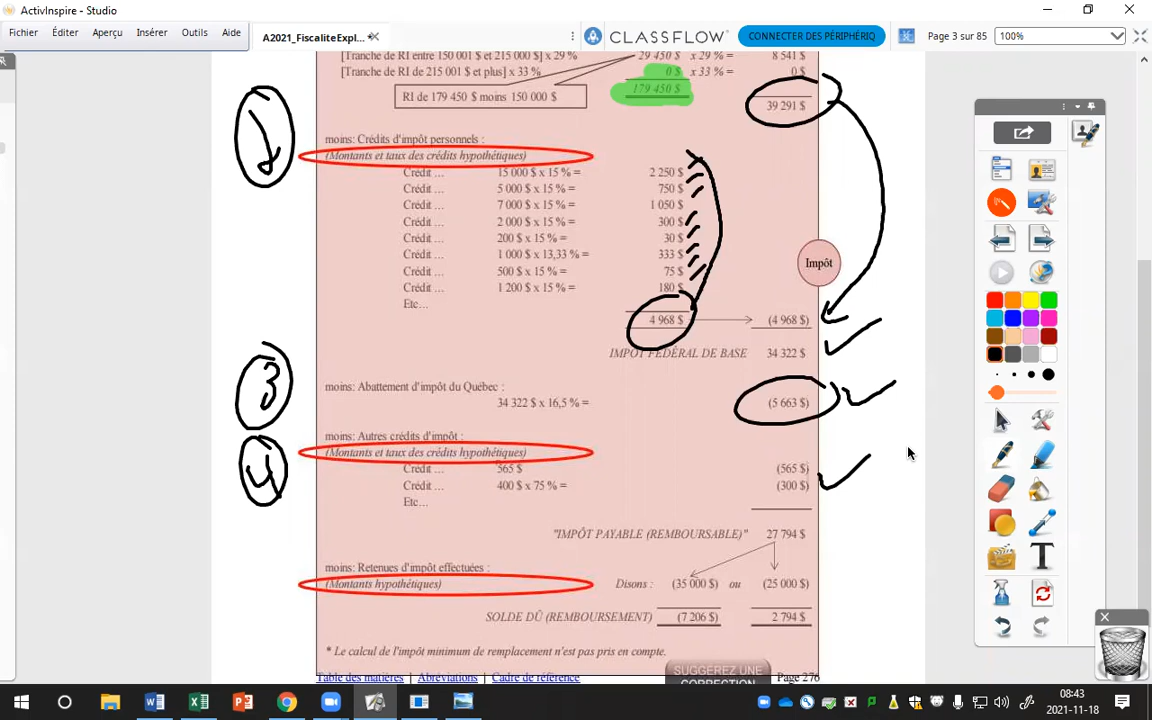 ActivInspire - Studio
Fichier Éditer Aperçu Insérer Outils Aide
A2021_FiscaliteExpl...
CLASSFLOW
CONNECTER DES PÉRIPHÉRIQ
Page 3 sur 85
100%
[Tranche de RI entre 150 001 $ et 215 000 $] x 29 % 29 450 $ x 29 % = 8 541 $
[Tranche de RI de 215 001 $ et plus] x 33 % 0 $ x 33 % = 0 $
179 450 $
RI de 179 450 $ moins 150 000 $
39 291 $
2
moins: Crédits d'impôt personnels :
(Montants et taux des crédits hypothétiques)
Crédit ... 15 000 $ x 15 % = 2 250 $
Crédit ... 5 000 $ x 15 % = 750 $
Crédit ... 7 000 $ x 15 % = 1 050 $
Crédit ... 2 000 $ x 15 % = 300 $
Crédit ... 200 $ x 15 % = 30 $
Crédit ... 1 000 $ x 13,33 % = 333 $
Impôt
Crédit ... 500 $ x 15 % = 75 $
Crédit ... 1 200 $ x 15 % = 180 $
Etc...
4 968 $ (4 968 $)
IMPÔT FÉDÉRAL DE BASE 34 322 $
3
moins: Abattement d'impôt du Québec :
34 322 $ x 16,5 % = (5 663 $)
4
moins: Autres crédits d'impôt :
(Montants et taux des crédits hypothétiques)
Crédit ... 565 $ (565 $)
Crédit ... 400 $ x 75 % = (300 $)
Etc...
"IMPÔT PAYABLE (REMBOURSABLE)" 27 794 $
moins: Retenues d'impôt effectuées :
(Montants hypothétiques) Disons : (35 000 $) ou (25 000 $)
SOLDE DÛ (REMBOURSEMENT) (7 206 $) 2 794 $
* Le calcul de l'impôt minimum de remplacement n'est pas pris en compte.
SUGGÉREZ UNE
CORRECTION
Table des matières | Abréviations | Cadre de référence
Page 276
08:43
2021-11-18